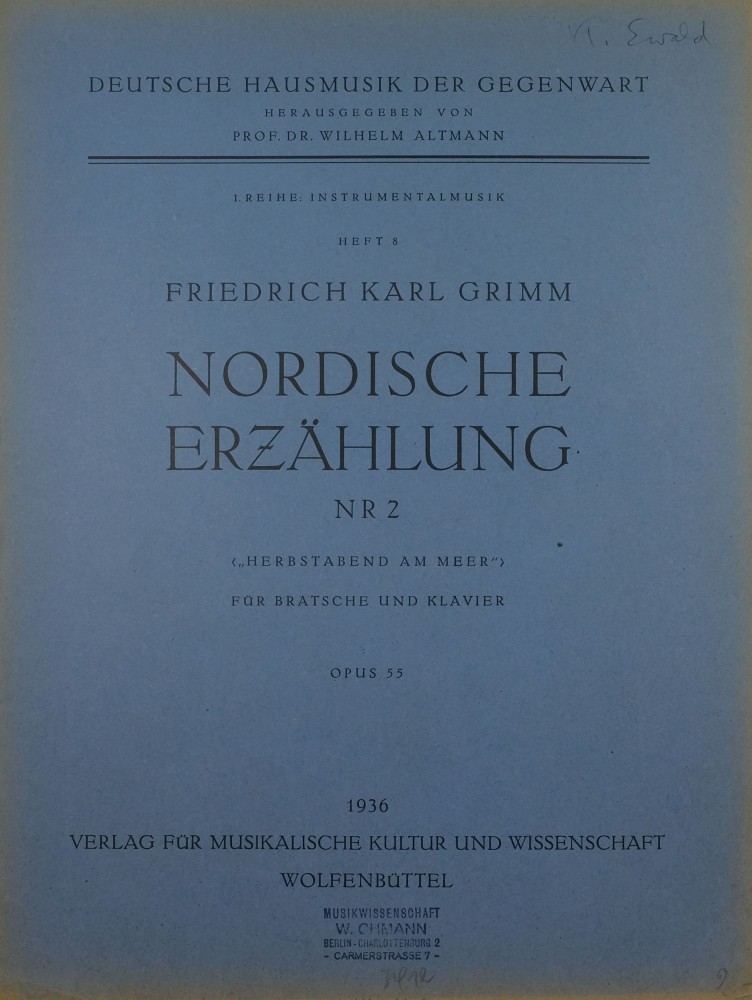 Ewald
DEUTSCHE HAUSMUSIK DER GEGENWART
HERAUSGEGEBEN VON
PROF. DR. WILHELM ALTMANN
I. REIHE: INSTRUMENTALMUSIK
HEFT 8
FRIEDRICH KARL GRIMM
NORDISCHE
ERZÄHLUNG
NR 2
(„HERBSTABEND AM MEER“)
FÜR BRATSCHE UND KLAVIER
OPUS 55
1936
VERLAG FÜR MUSIKALISCHE KULTUR UND WISSENSCHAFT
WOLFENBÜTTEL
MUSIKWISSENSCHAFT
W. OHMANN
BERLIN-CHARLOTTENBURG 2
- CARMERSTRASSE 7 -